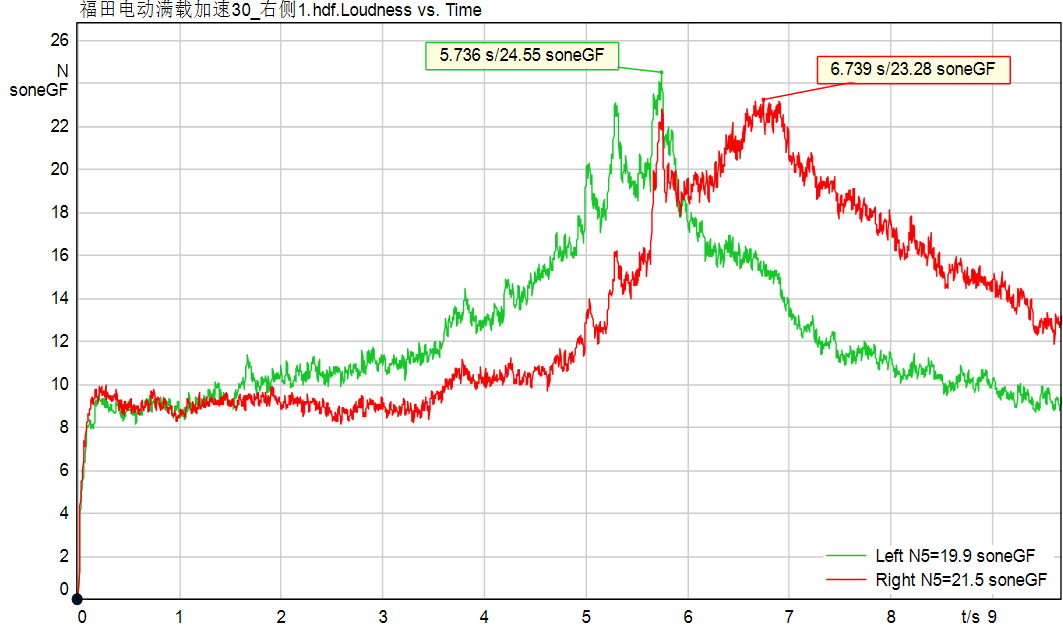 福田电动满载加速30_右侧1.hdf.Loudness vs. Time
26
N
soneGF
22
20
18
16
14
12
10
8
6
4
2
0
5.736 s/24.55 soneGF
6.739 s/23.28 soneGF
Left N5=19.9 soneGF
Right N5=21.5 soneGF
0 1 2 3 4 5 6 7 8 t/s 9